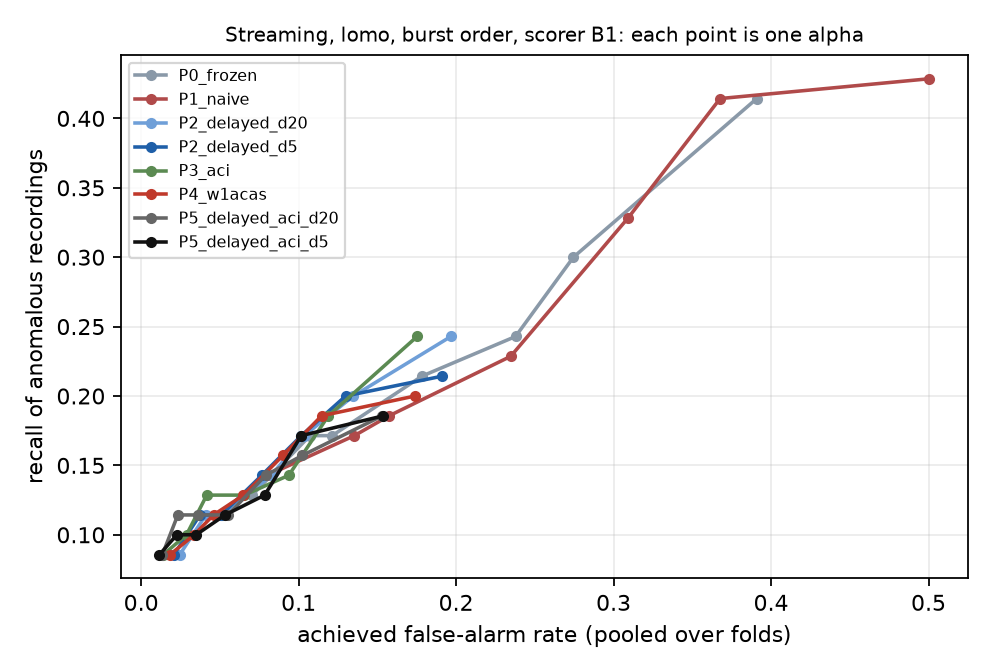 Streaming, lomo, burst order, scorer B1: each point is one alpha
P0_frozen
P1_naive
P2_delayed_d20
P2_delayed_d5
P3_aci
P4_w1acas
P5_delayed_aci_d20
P5_delayed_aci_d5
recall of anomalous recordings
0.40
0.35
0.30
0.25
0.20
0.15
0.10
0.0 0.1 0.2 0.3 0.4 0.5
achieved false-alarm rate (pooled over folds)